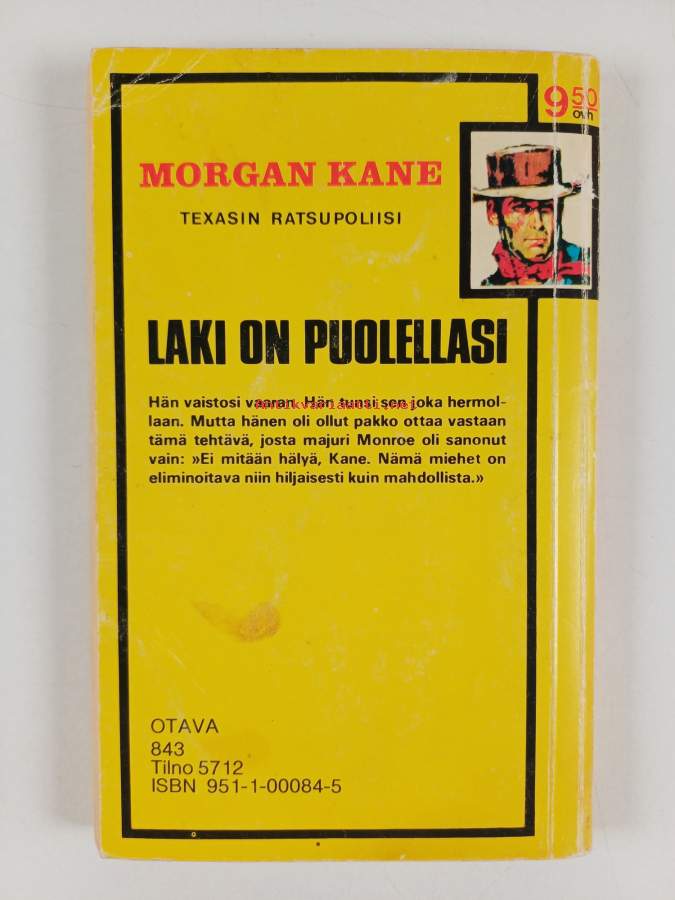 9 50
ovh
MORGAN KANE
TEXASIN RATSUPOLIISI
LAKI ON PUOLELLASI
Hän vaistosi vaaran. Hän tunsi sen joka hermol-
Antikvariaatti.net
laan. Mutta hänen oli ollut pakko ottaa vastaan
tämä tehtävä, josta majuri Monroe oli sanonut
vain: »Ei mitään hälyä, Kane. Nämä miehet on
eliminoitava niin hiljaisesti kuin mahdollista.»
OTAVA
843
Tilno 5712
ISBN 951-1-00084-5